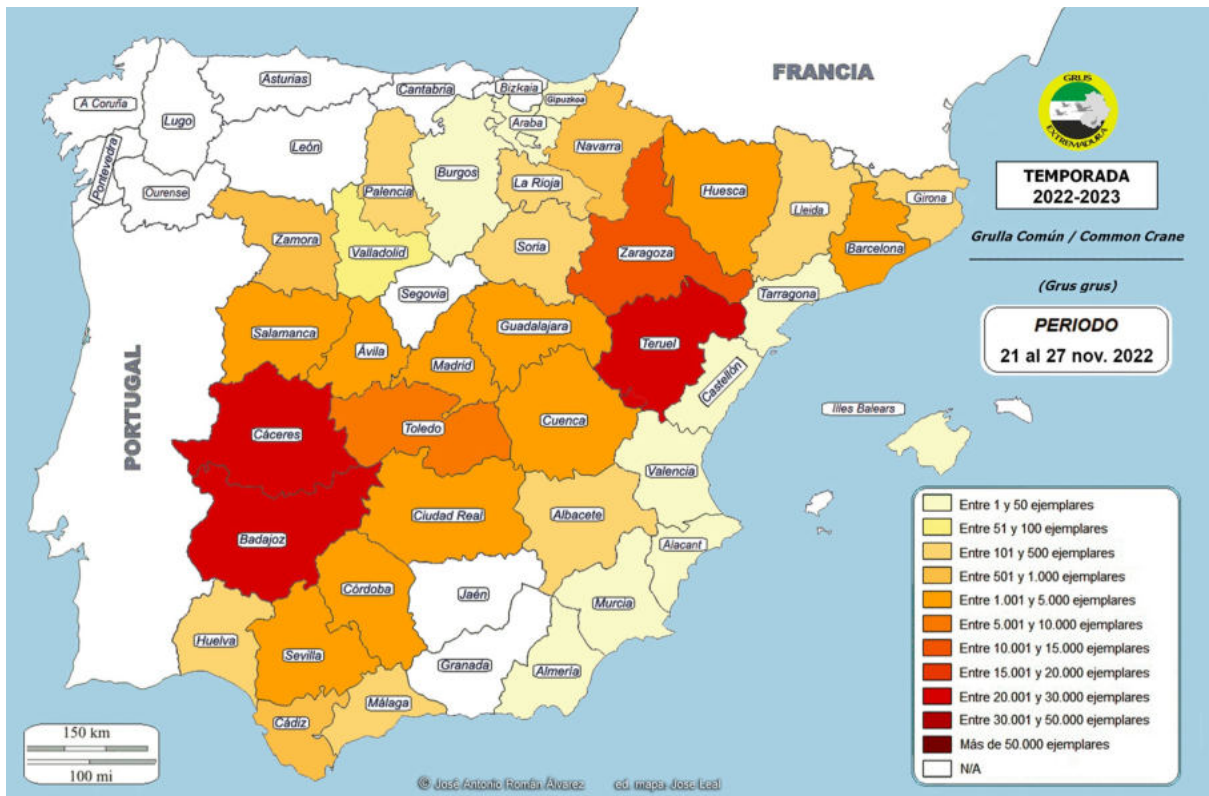 FRANCIA
GRUS
EXTREMADURA
TEMPORADA
2022-2023
Grulla Común / Common Crane
(Grus grus)
PERIODO
21 al 27 nov. 2022
PORTUGAL
A Coruña
Lugo
Asturias
Cantabria
Bizkaia
Gipuzkoa
Araba
Navarra
Pontevedra
Ourense
León
Palencia
Burgos
La Rioja
Huesca
Lleida
Girona
Barcelona
Zamora
Valladolid
Soria
Zaragoza
Tarragona
Segovia
Salamanca
Ávila
Madrid
Guadalajara
Teruel
Castellón
Illes Balears
Cáceres
Toledo
Cuenca
Valencia
Badajoz
Ciudad Real
Albacete
Alacant
Córdoba
Jaén
Murcia
Huelva
Sevilla
Granada
Almería
Cádiz
Málaga
Entre 1 y 50 ejemplares
Entre 51 y 100 ejemplares
Entre 101 y 500 ejemplares
Entre 501 y 1.000 ejemplares
Entre 1.001 y 5.000 ejemplares
Entre 5.001 y 10.000 ejemplares
Entre 10.001 y 15.000 ejemplares
Entre 15.001 y 20.000 ejemplares
Entre 20.001 y 30.000 ejemplares
Entre 30.001 y 50.000 ejemplares
Más de 50.000 ejemplares
N/A
150 km
100 mi
© José Antonio Román Álvarez ed. mapa: Jose Leal